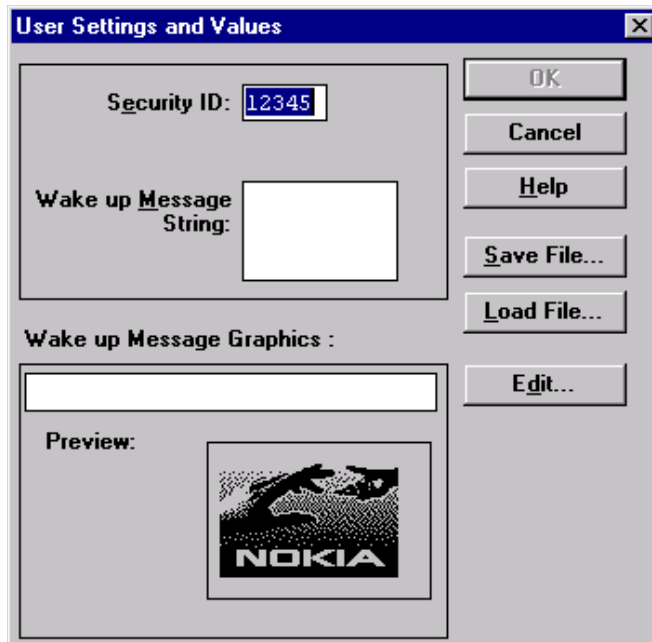 User Settings and Values
Security ID: 12345
Wake up Message
String:
OK
Cancel
Help
Save File...
Load File...
Edit...
Wake up Message Graphics :
Preview:
NOKIA